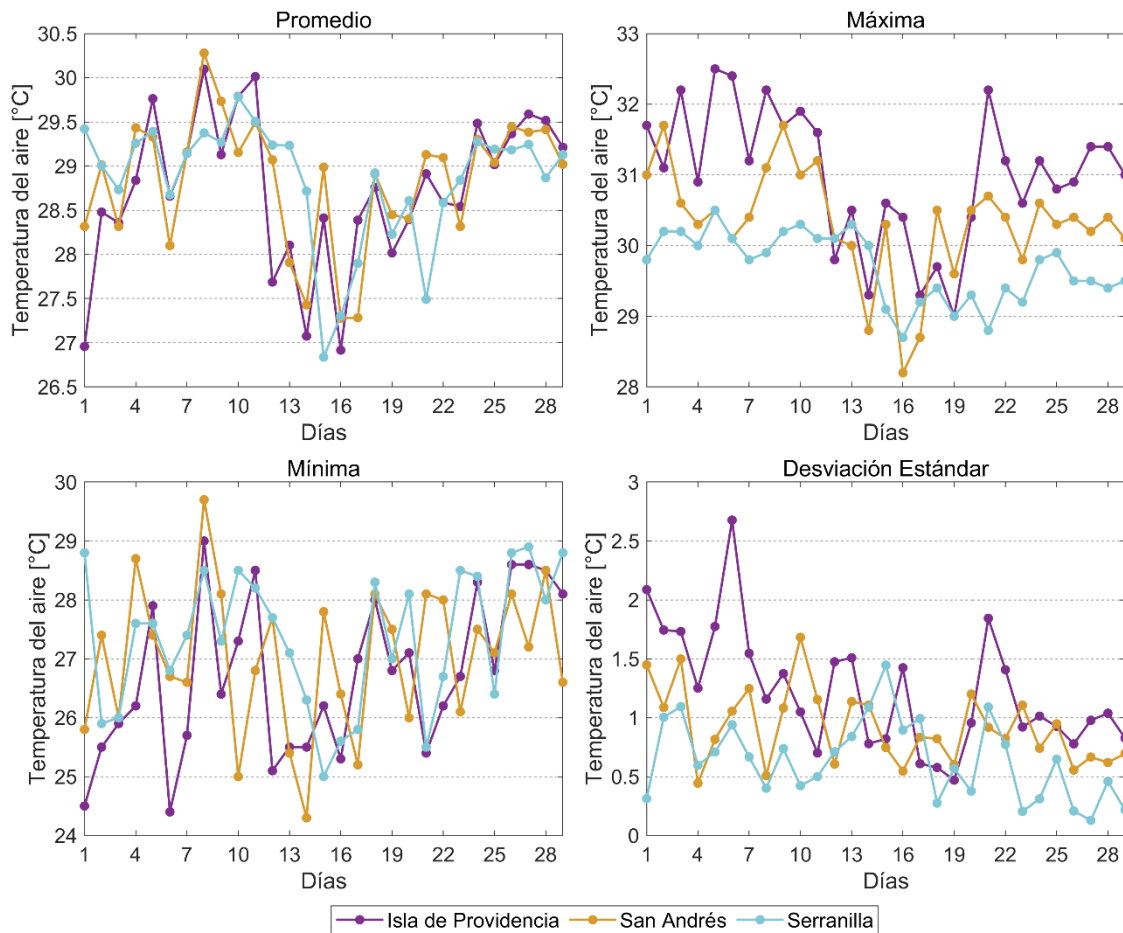 Promedio
Temperatura del aire [°C]
30.5
30
29.5
29
28.5
28
27.5
27
26.5
1 4 7 10 13 16 19 22 25 28
Días
Máxima
Temperatura del aire [°C]
33
32
31
30
29
28
1 4 7 10 13 16 19 22 25 28
Días
Mínima
Temperatura del aire [°C]
30
29
28
27
26
25
24
1 4 7 10 13 16 19 22 25 28
Días
Desviación Estándar
Temperatura del aire [°C]
3
2.5
2
1.5
1
0.5
0
1 4 7 10 13 16 19 22 25 28
Días
Isla de Providencia San Andrés Serranilla